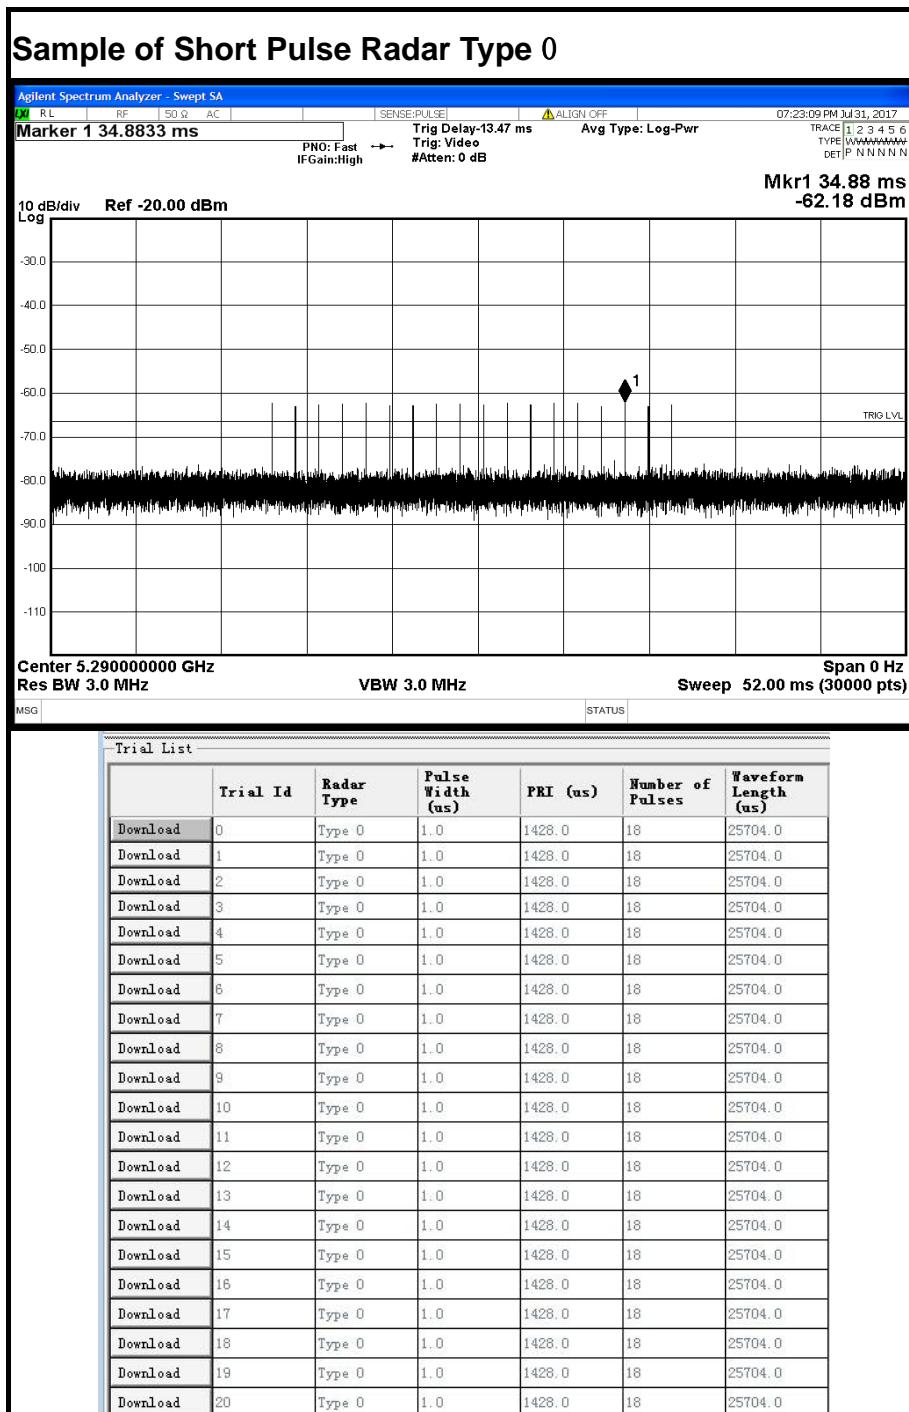 Sample of Short Pulse Radar Type 0
Agilent Spectrum Analyzer - Swept SA
LXI RL RF 50 Ω AC SENSE:PULSE ALIGN OFF 07:23:09 PM Jul 31, 2017
Marker 1 34.8833 ms Trig Delay-13.47 ms Avg Type: Log-Pwr TRACE 1 2 3 4 5 6
PNO: Fast Trig: Video TYPE WWWWWW
IFGain:High #Atten: 0 dB DET P N N N N N
Mkr1 34.88 ms
10 dB/div Ref -20.00 dBm -62.18 dBm
Log
-30.0
-40.0
-50.0
-60.0
1
TRIG LVL
-70.0
-80.0
-90.0
-100
-110
Center 5.290000000 GHz Span 0 Hz
Res BW 3.0 MHz VBW 3.0 MHz Sweep 52.00 ms (30000 pts)
MSG STATUS
Trial List
Trial Id Radar Type Pulse Width (us) PRI (us) Number of Pulses Waveform Length (us)
Download 0 Type 0 1.0 1428.0 18 25704.0
Download 1 Type 0 1.0 1428.0 18 25704.0
Download 2 Type 0 1.0 1428.0 18 25704.0
Download 3 Type 0 1.0 1428.0 18 25704.0
Download 4 Type 0 1.0 1428.0 18 25704.0
Download 5 Type 0 1.0 1428.0 18 25704.0
Download 6 Type 0 1.0 1428.0 18 25704.0
Download 7 Type 0 1.0 1428.0 18 25704.0
Download 8 Type 0 1.0 1428.0 18 25704.0
Download 9 Type 0 1.0 1428.0 18 25704.0
Download 10 Type 0 1.0 1428.0 18 25704.0
Download 11 Type 0 1.0 1428.0 18 25704.0
Download 12 Type 0 1.0 1428.0 18 25704.0
Download 13 Type 0 1.0 1428.0 18 25704.0
Download 14 Type 0 1.0 1428.0 18 25704.0
Download 15 Type 0 1.0 1428.0 18 25704.0
Download 16 Type 0 1.0 1428.0 18 25704.0
Download 17 Type 0 1.0 1428.0 18 25704.0
Download 18 Type 0 1.0 1428.0 18 25704.0
Download 19 Type 0 1.0 1428.0 18 25704.0
Download 20 Type 0 1.0 1428.0 18 25704.0